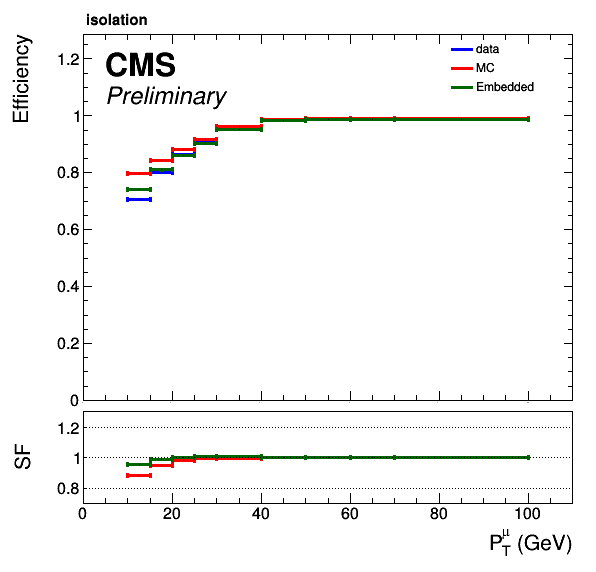 isolation
CMS
Preliminary
data
MC
Embedded
Efficiency
1.2
1
0.8
0.6
0.4
0.2
0
SF
1.2
1
0.8
0 20 40 60 80 100
P_T^μ (GeV)